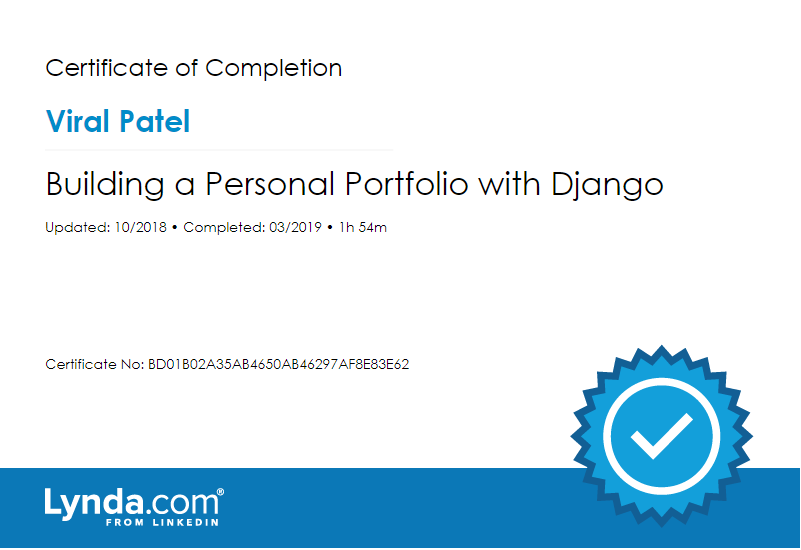 Certificate of Completion
Viral Patel
Building a Personal Portfolio with Django
Updated: 10/2018 • Completed: 03/2019 • 1h 54m
Certificate No: BD01B02A35AB4650AB46297AF8E83E62
Lynda.com®
FROM LINKEDIN